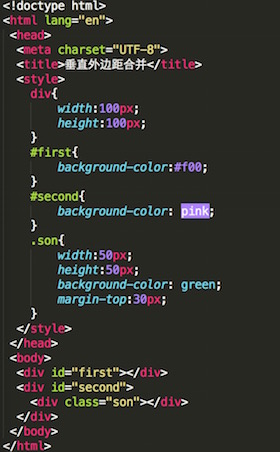 <!doctype html>
<html lang="en">
<head>
<meta charset="UTF-8">
<title>垂直外边距合并</title>
<style>
div{
width:100px;
height:100px;
}
#first{
background-color:#f00;
}
#second{
background-color: pink;
}
.son{
width:50px;
height:50px;
background-color: green;
margin-top:30px;
}
</style>
</head>
<body>
<div id="first"></div>
<div id="second">
<div class="son"></div>
</div>
</body>
</html>